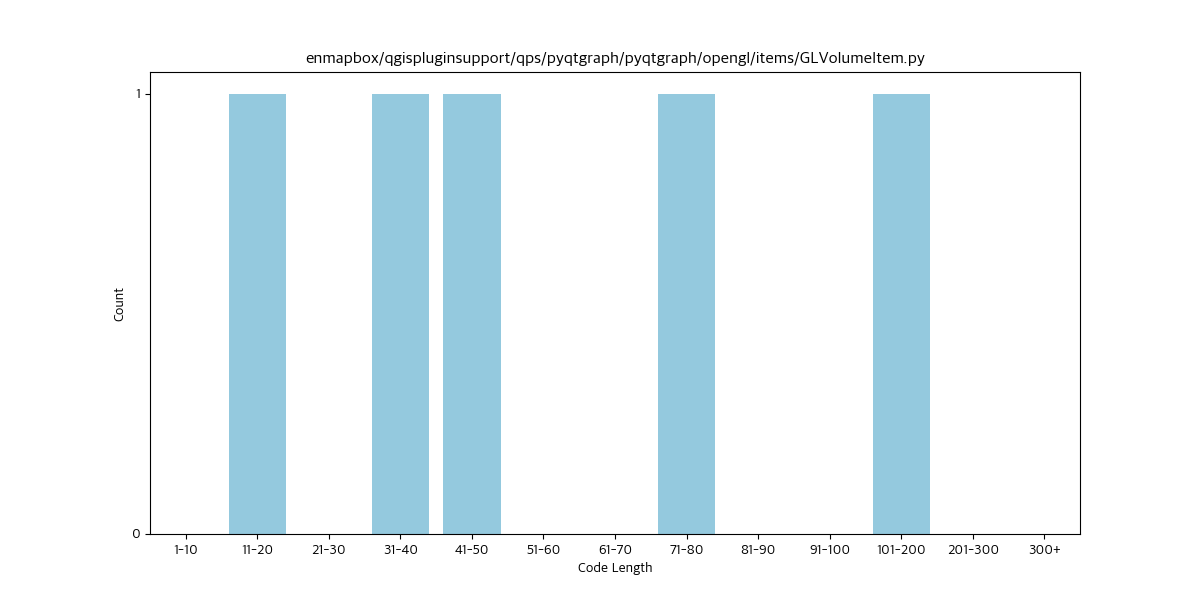 enmapbox/qgispluginsupport/qps/pyqtgraph/pyqtgraph/opengl/items/GLVolumeItem.py
1
Count
0
1-10 11-20 21-30 31-40 41-50 51-60 61-70 71-80 81-90 91-100 101-200 201-300 300+
Code Length